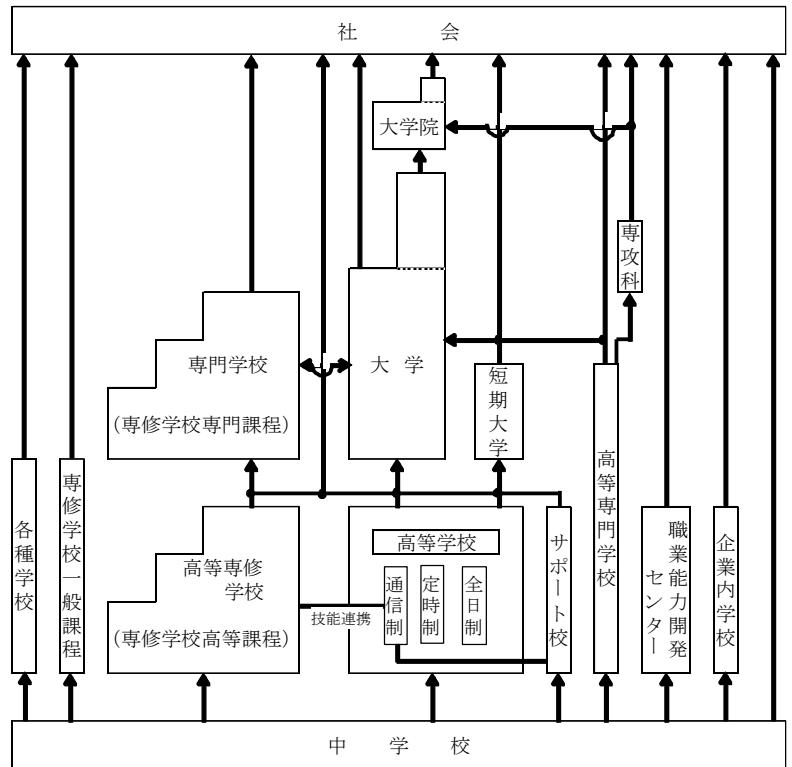 社 会
大学院
専攻科
専門学校
(専修学校専門課程)
大 学
短期大学
各種学校
専修学校一般課程
高等専修
学校
(専修学校高等課程)
技能連携
高等学校
通信制
定時制
全日制
サポート校
高等専門学校
職業能力開発
センター
企業内学校
中 学 校